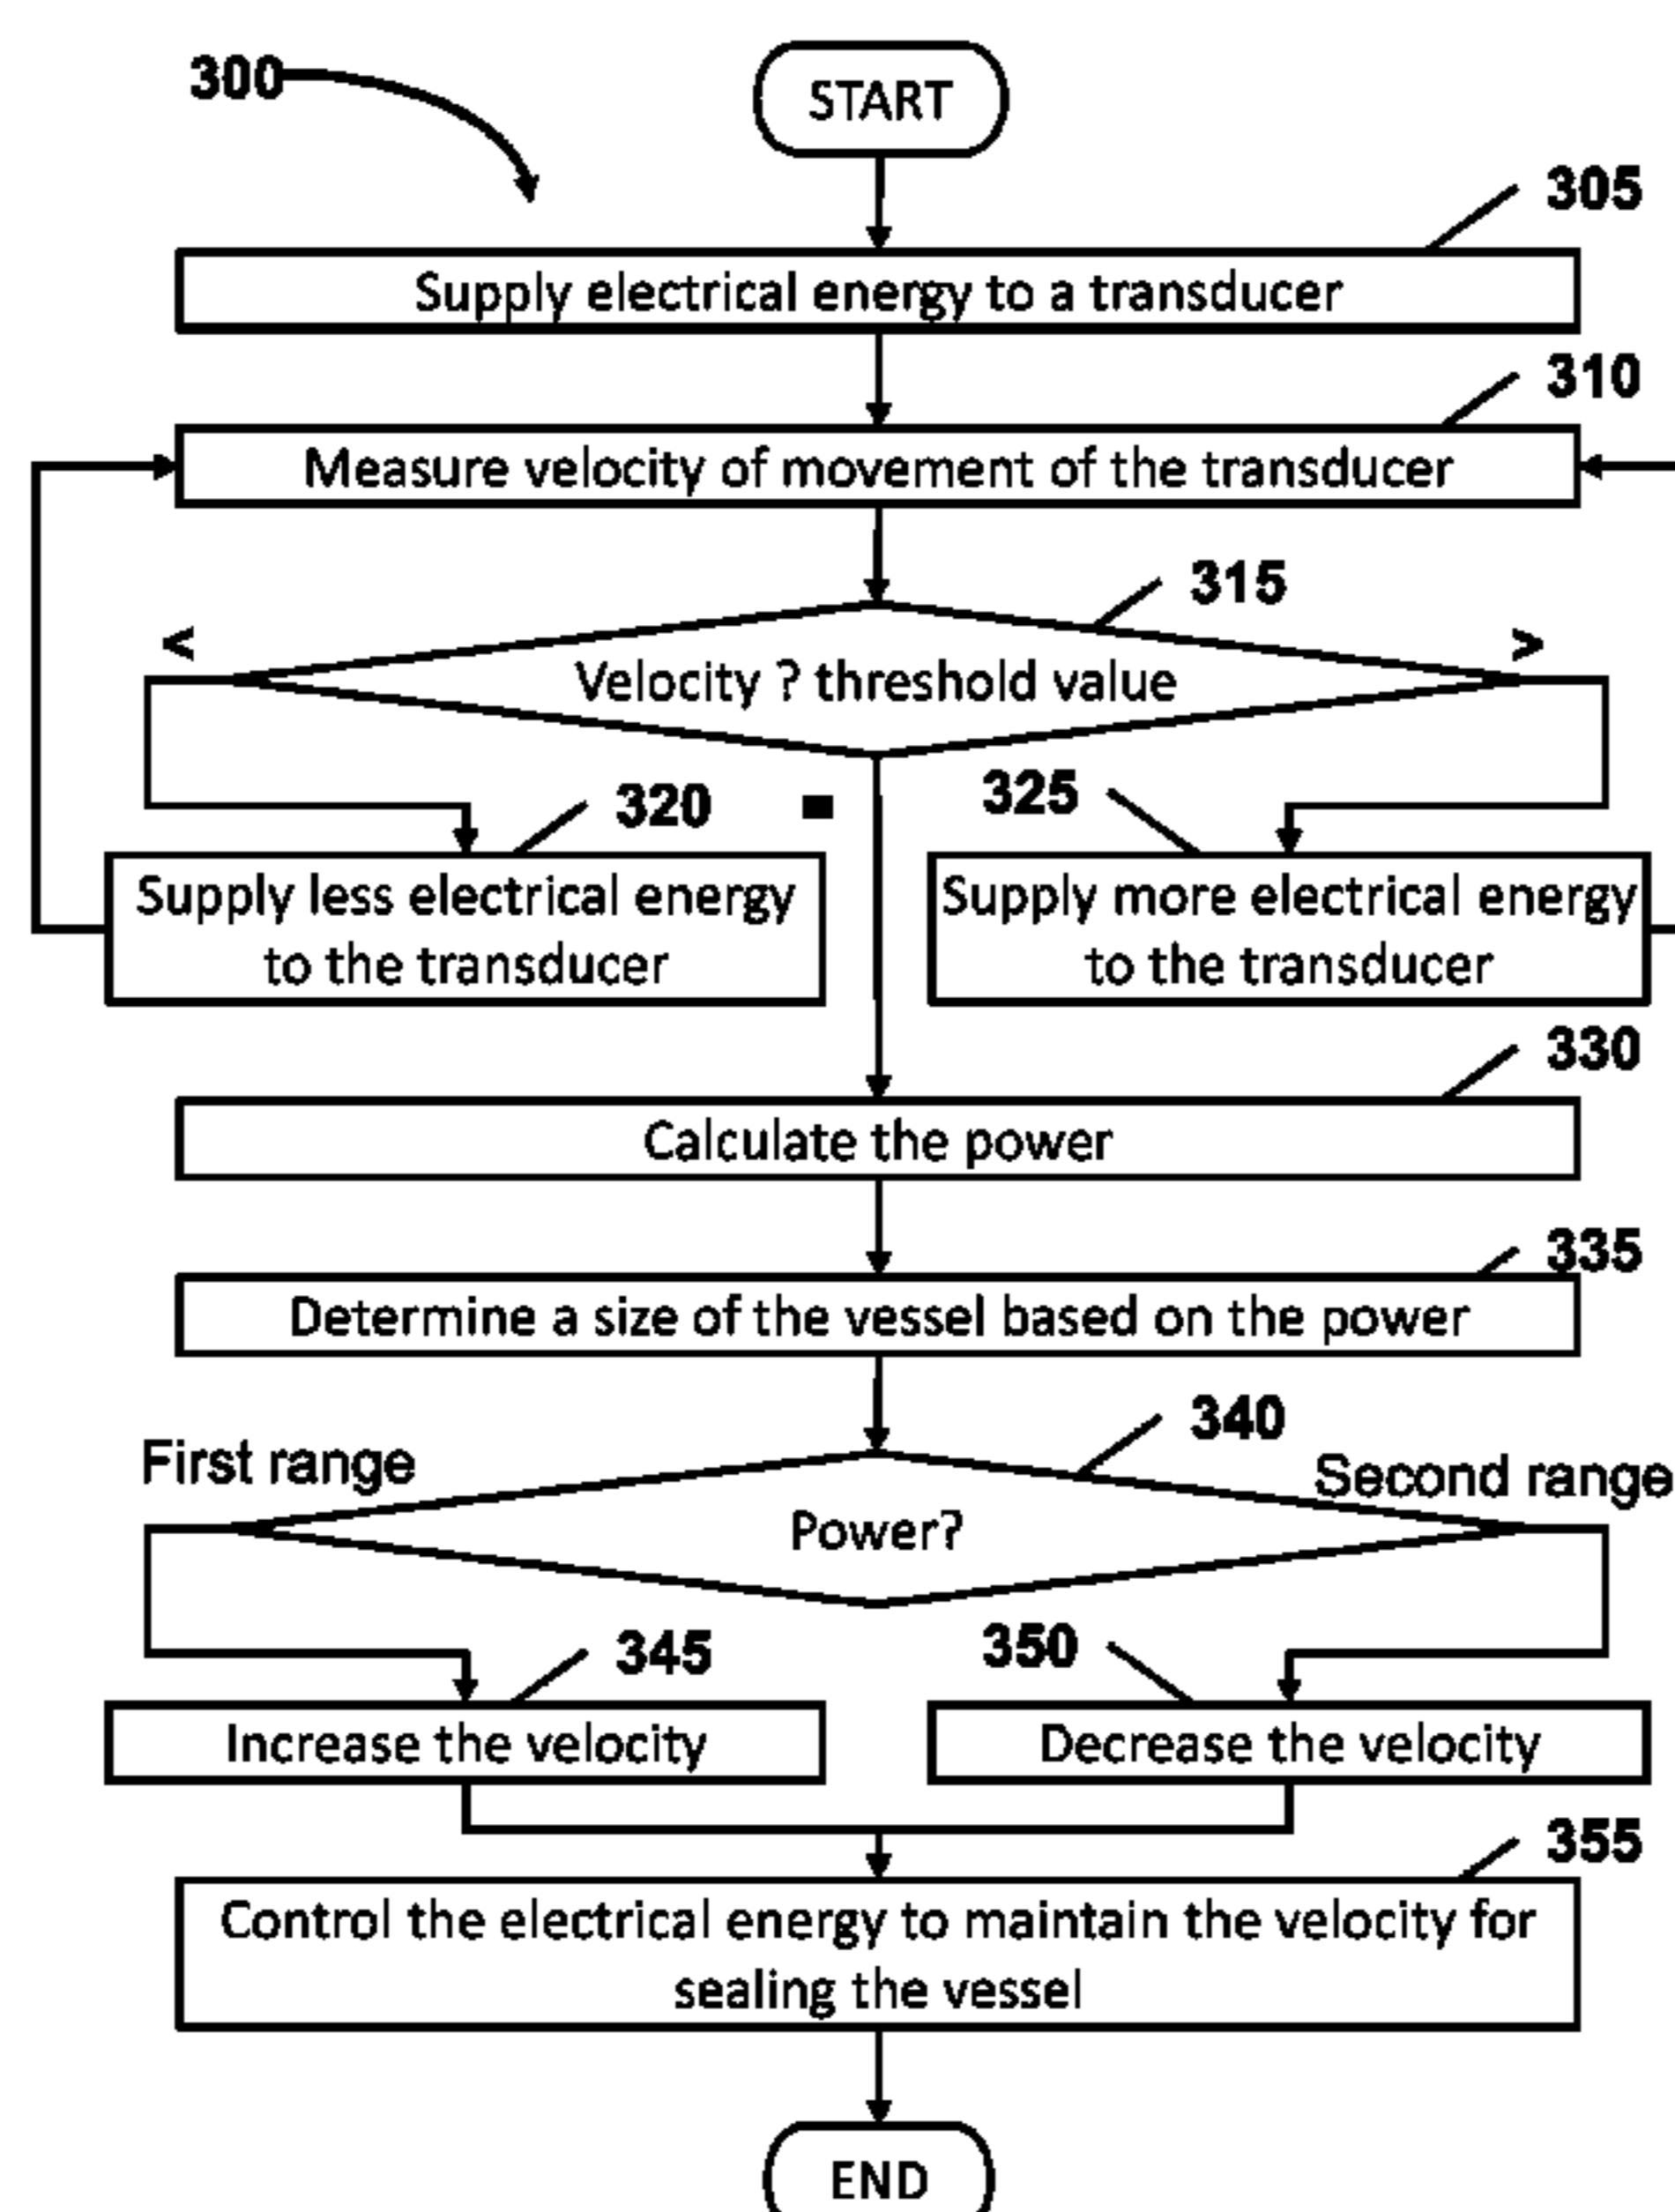 300
START
305
Supply electrical energy to a transducer
310
Measure velocity of movement of the transducer
315
<
>
Velocity ? threshold value
320
=
325
Supply less electrical energy
to the transducer
Supply more electrical energy
to the transducer
330
Calculate the power
335
Determine a size of the vessel based on the power
340
First range
Second range
Power?
345
350
Increase the velocity
Decrease the velocity
355
Control the electrical energy to maintain the velocity for
sealing the vessel
END